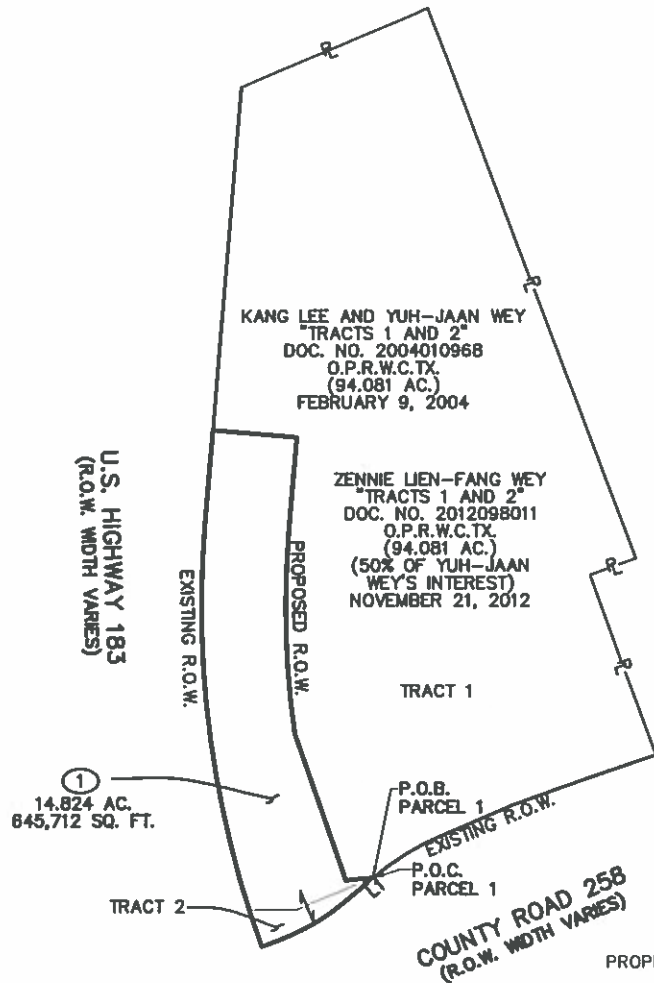 KANG LEE AND YUH-JAAN WEY
"TRACTS 1 AND 2"
DOC. NO. 2004010968
O.P.R.W.C.TX.
(94.081 AC.)
FEBRUARY 9, 2004
ZENNIE LIEN-FANG WEY
"TRACTS 1 AND 2"
DOC. NO. 2012098011
O.P.R.W.C.TX.
(94.081 AC.)
(50% OF YUH-JAAN
WEY'S INTEREST)
NOVEMBER 21, 2012
U.S. HIGHWAY 183
(R.O.W. WIDTH VARIES)
EXISTING R.O.W.
PROPOSED R.O.W.
TRACT 1
1
14.824 AC.
645,712 SQ. FT.
P.O.B.
PARCEL 1
EXISTING R.O.W.
P.O.C.
PARCEL 1
L1
TRACT 2
COUNTY ROAD 258
(R.O.W. WIDTH VARIES)